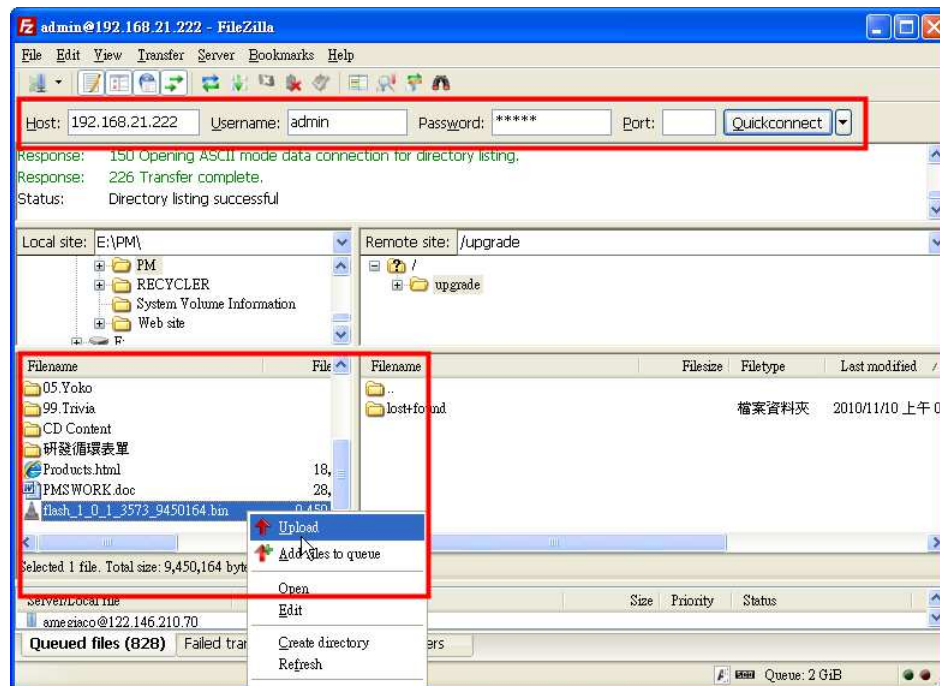 admin@192.168.21.222 - FileZilla
File Edit View Transfer Server Bookmarks Help
Host: 192.168.21.222 Username: admin Password: ***** Port: Quickconnect
Response: 150 Opening ASCII mode data connection for directory listing.
Response: 226 Transfer complete.
Status: Directory listing successful
Local site: E:\PM\
PM
RECYCLER
System Volume Information
Web site
F:
Remote site: /upgrade
/
upgrade
Filename File
05.Yoko
99.Trivia
CD Content
研發循環表單
Products.html 18,
PMSWORK.doc 28,
flash_1_0_1_3573_9450164.bin 9,450
Selected 1 file. Total size: 9,450,164 byte
Filename Filesize Filetype Last modified
..
lost+found 檔案資料夾 2010/11/10 上午 0
Upload
Add files to queue
Open
Edit
Create directory
Refresh
Server/Local file Size Priority Status
Queued files (828) Failed tran ers
Queue: 2 GiB